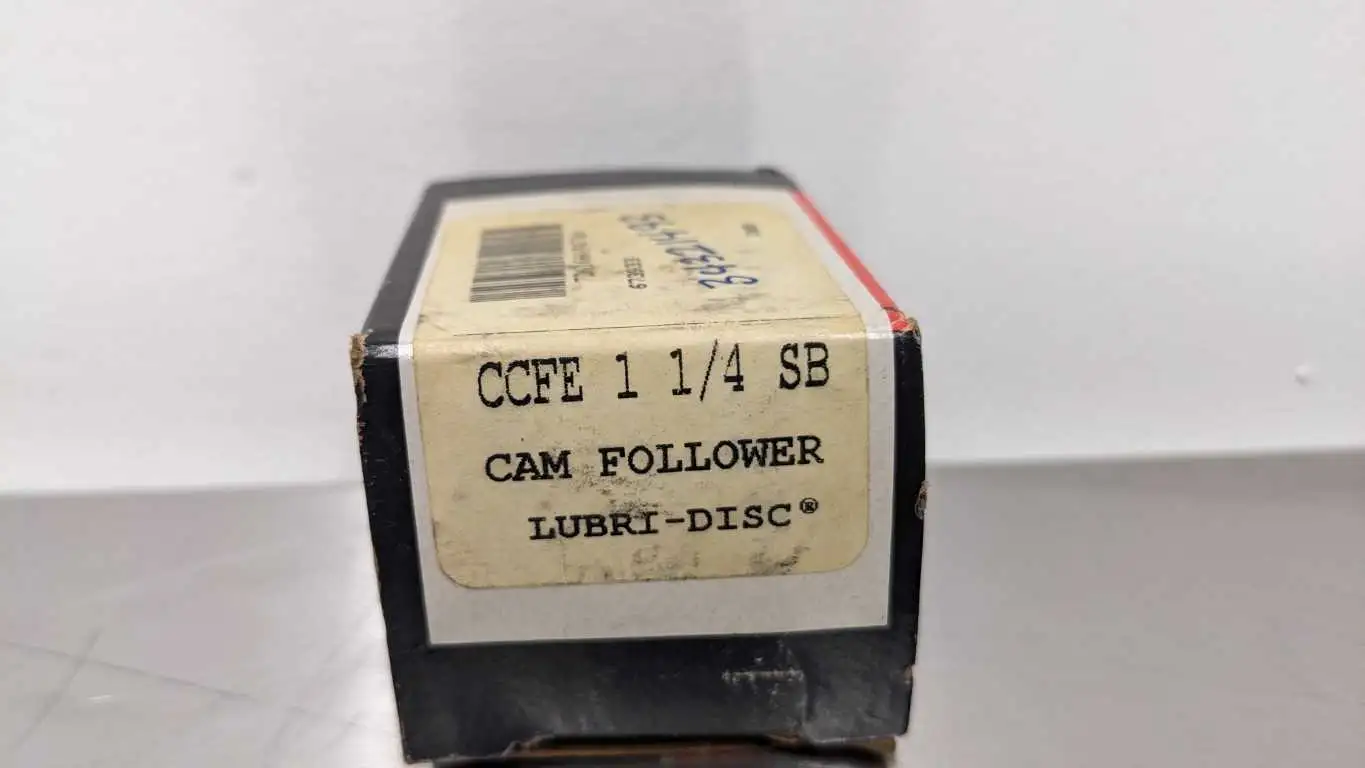 CCFE 1 1/4 SB
CAM FOLLOWER
LUBRI-DISC®